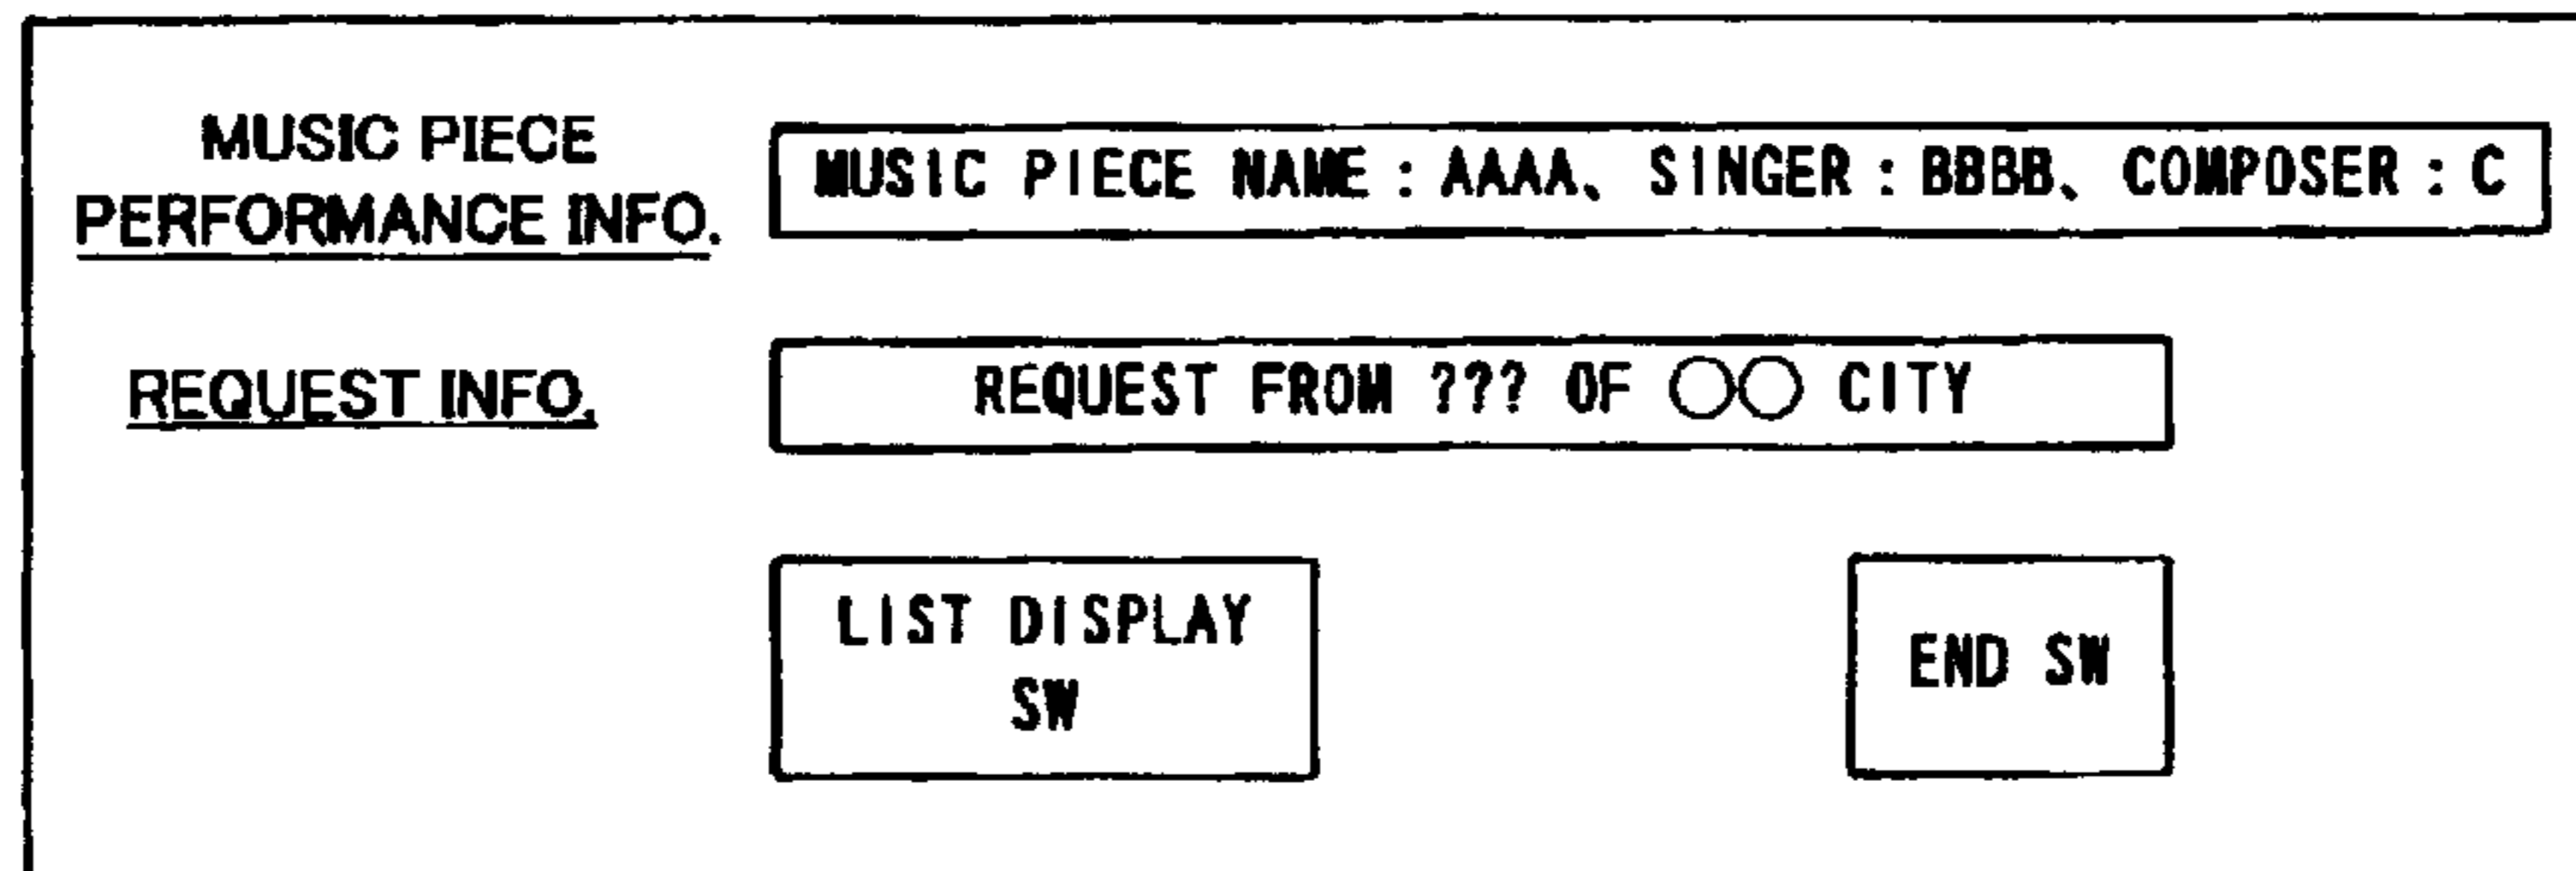 MUSIC PIECE
PERFORMANCE INFO.
MUSIC PIECE NAME : AAAA、 SINGER : BBBB、 COMPOSER : C
REQUEST INFO.
REQUEST FROM ??? OF ○○ CITY
LIST DISPLAY
SW
END SW